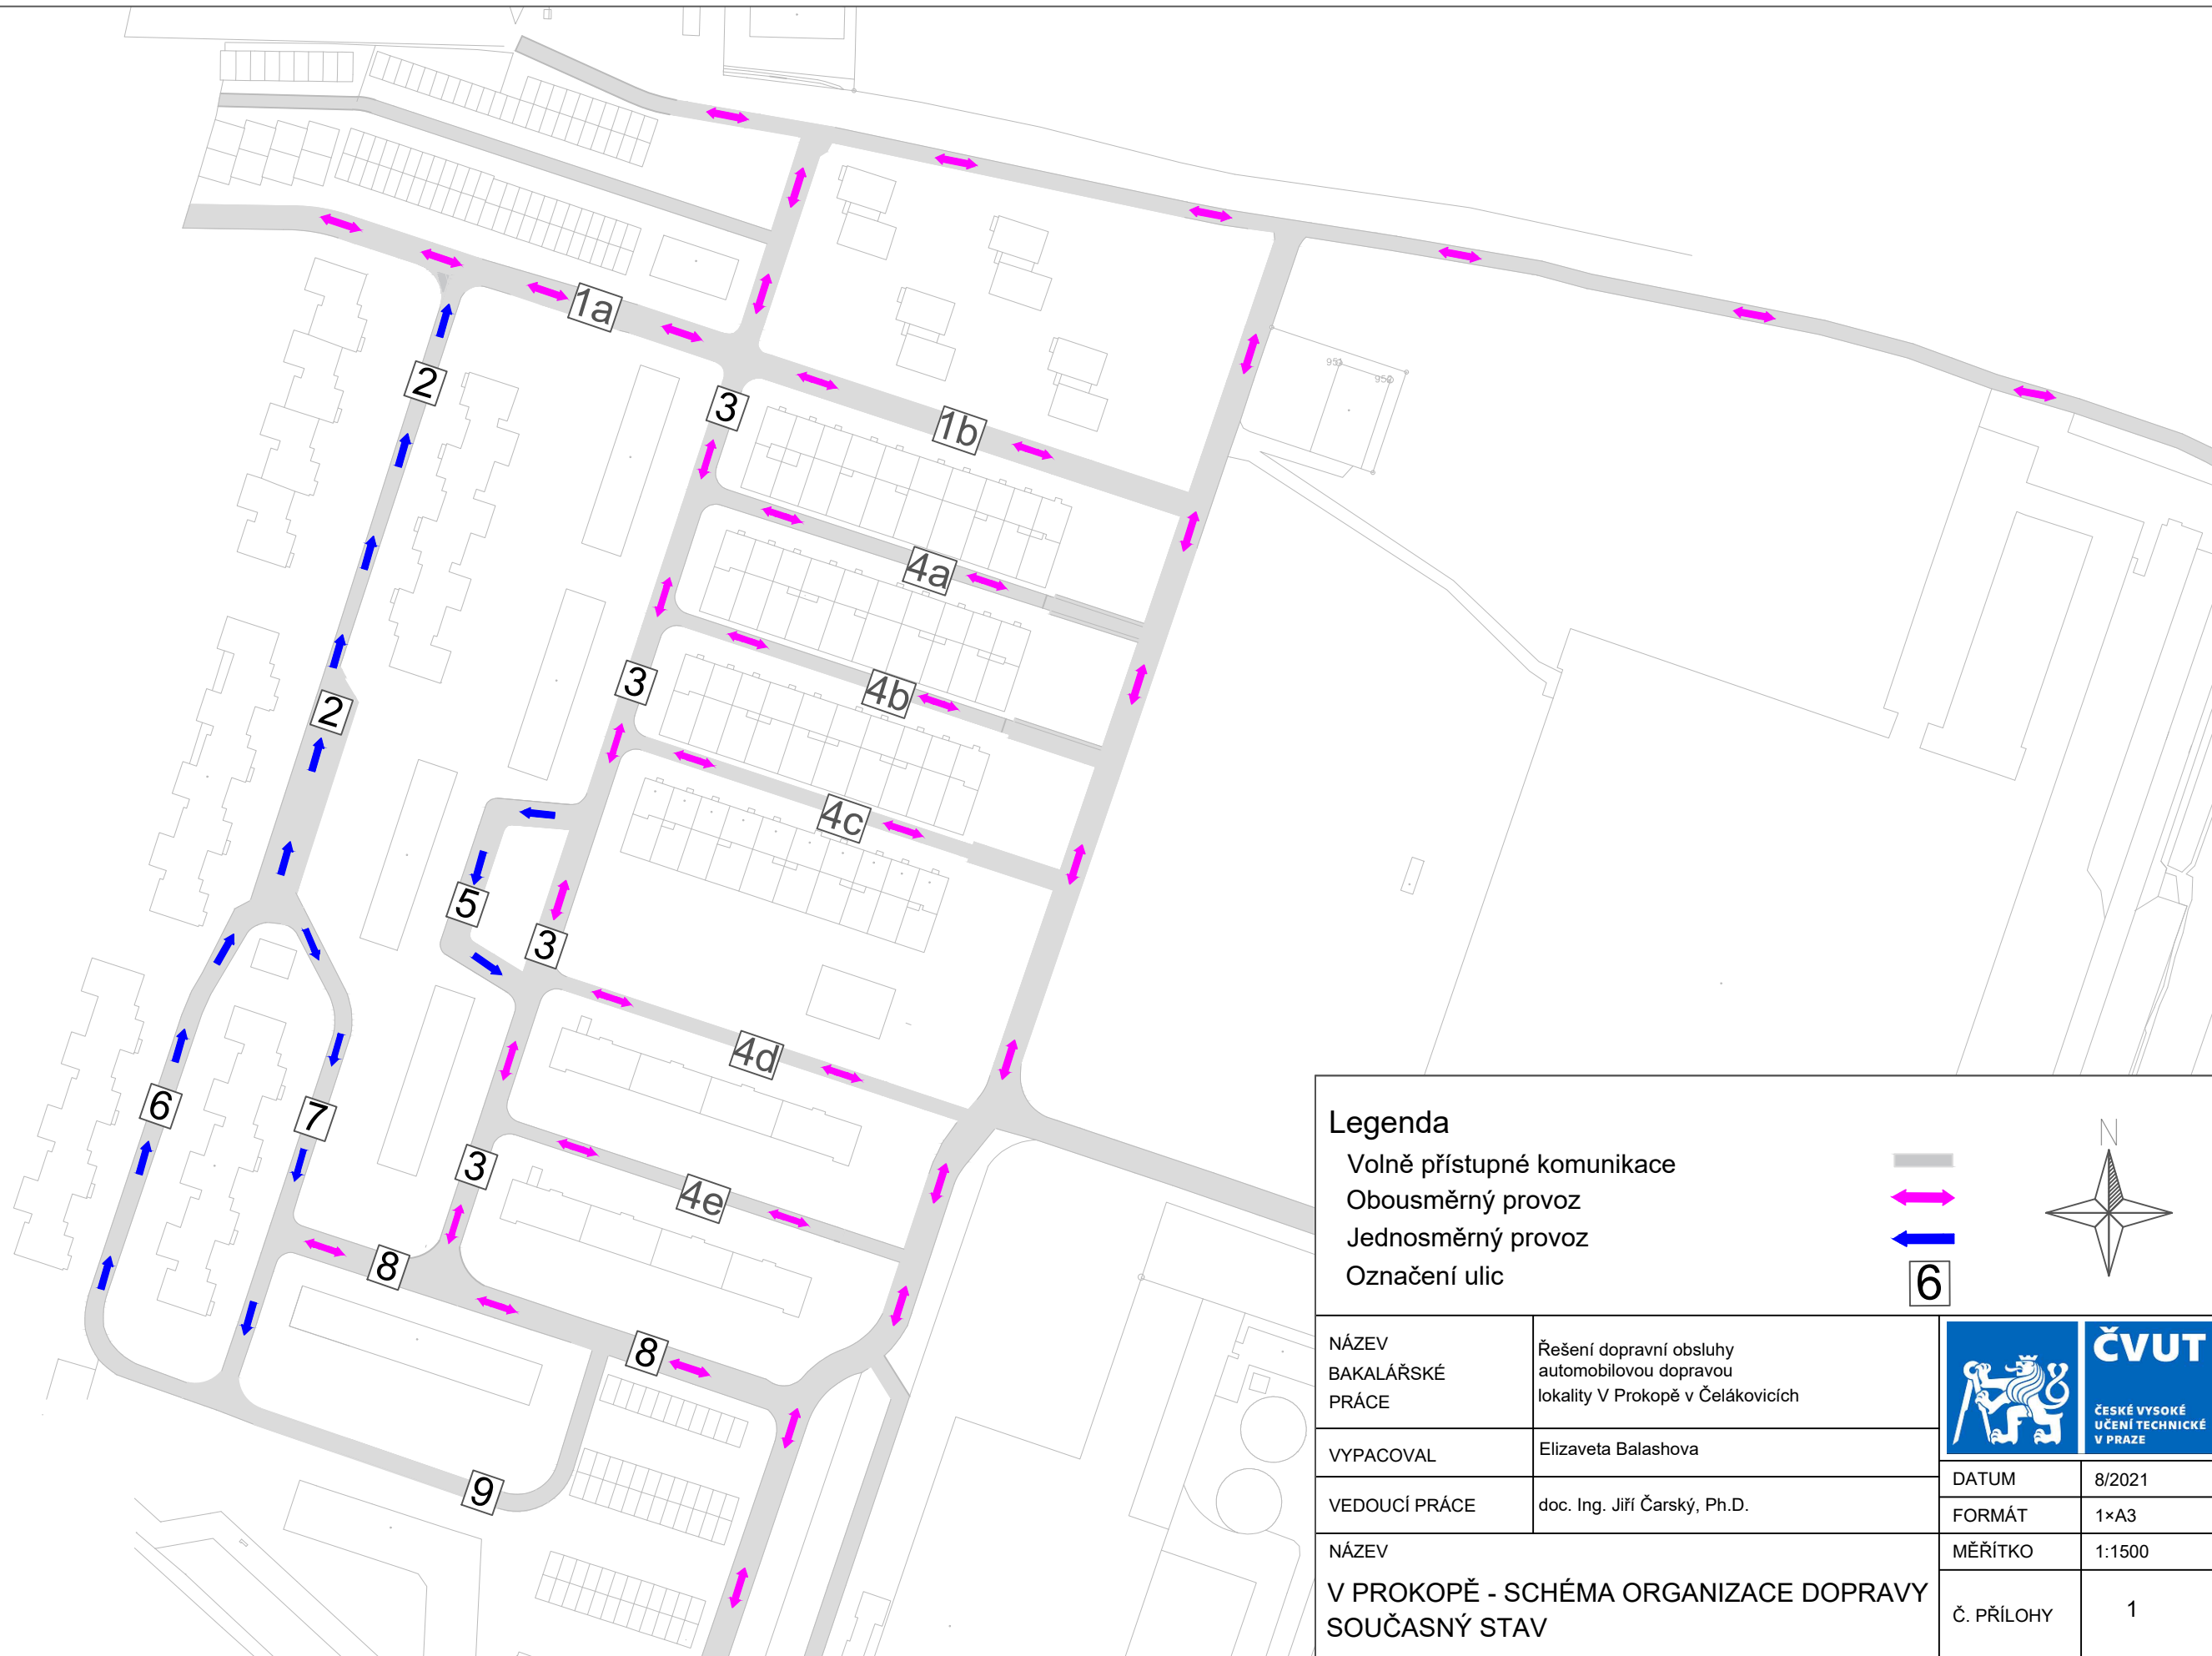 1a
2
3
1b
951
952
4a
4b
3
2
4c
5
3
4d
6
7
3
4e
8
8
9
Legenda
Volně přístupné komunikace
Obousměrný provoz
Jednosměrný provoz
Označení ulic
6
N
NÁZEV
BAKALÁŘSKÉ
PRÁCE
Řešení dopravní obsluhy
automobilovou dopravou
lokality V Prokopě v Čelákovicích
VYPACOVAL
Elizaveta Balashova
VEDOUCÍ PRÁCE
doc. Ing. Jiří Čarský, Ph.D.
NÁZEV
V PROKOPĚ - SCHÉMA ORGANIZACE DOPRAVY
SOUČASNÝ STAV
ČVUT
ČESKÉ VYSOKÉ
UČENÍ TECHNICKÉ
V PRAZE
DATUM
8/2021
FORMÁT
1×A3
MĚŘÍTKO
1:1500
Č. PŘÍLOHY
1